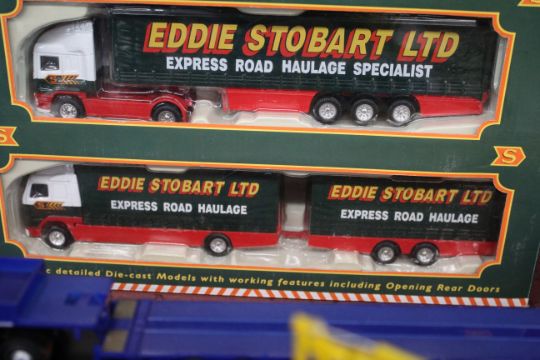 EDDIE STOBART LTD
EXPRESS ROAD HAULAGE SPECIALIST
S
S
EDDIE STOBART LTD
EXPRESS ROAD HAULAGE
EDDIE STOBART LTD
EXPRESS ROAD HAULAGE
c detailed Die-cast Models with working features including Opening Rear Doors